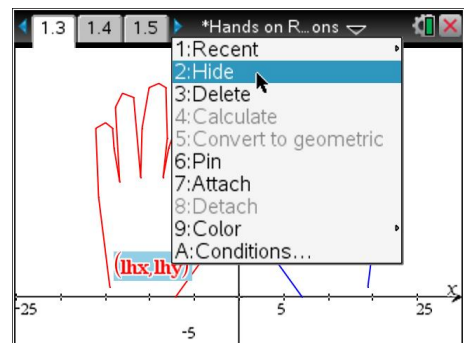 1.3 1.4 1.5 *Hands on R…ons
1:Recent
2:Hide
3:Delete
4:Calculate
5:Convert to geometric
6:Pin
7:Attach
8:Detach
9:Color
A:Conditions…
(lhx,lhy)
x
-25 5 25
-5